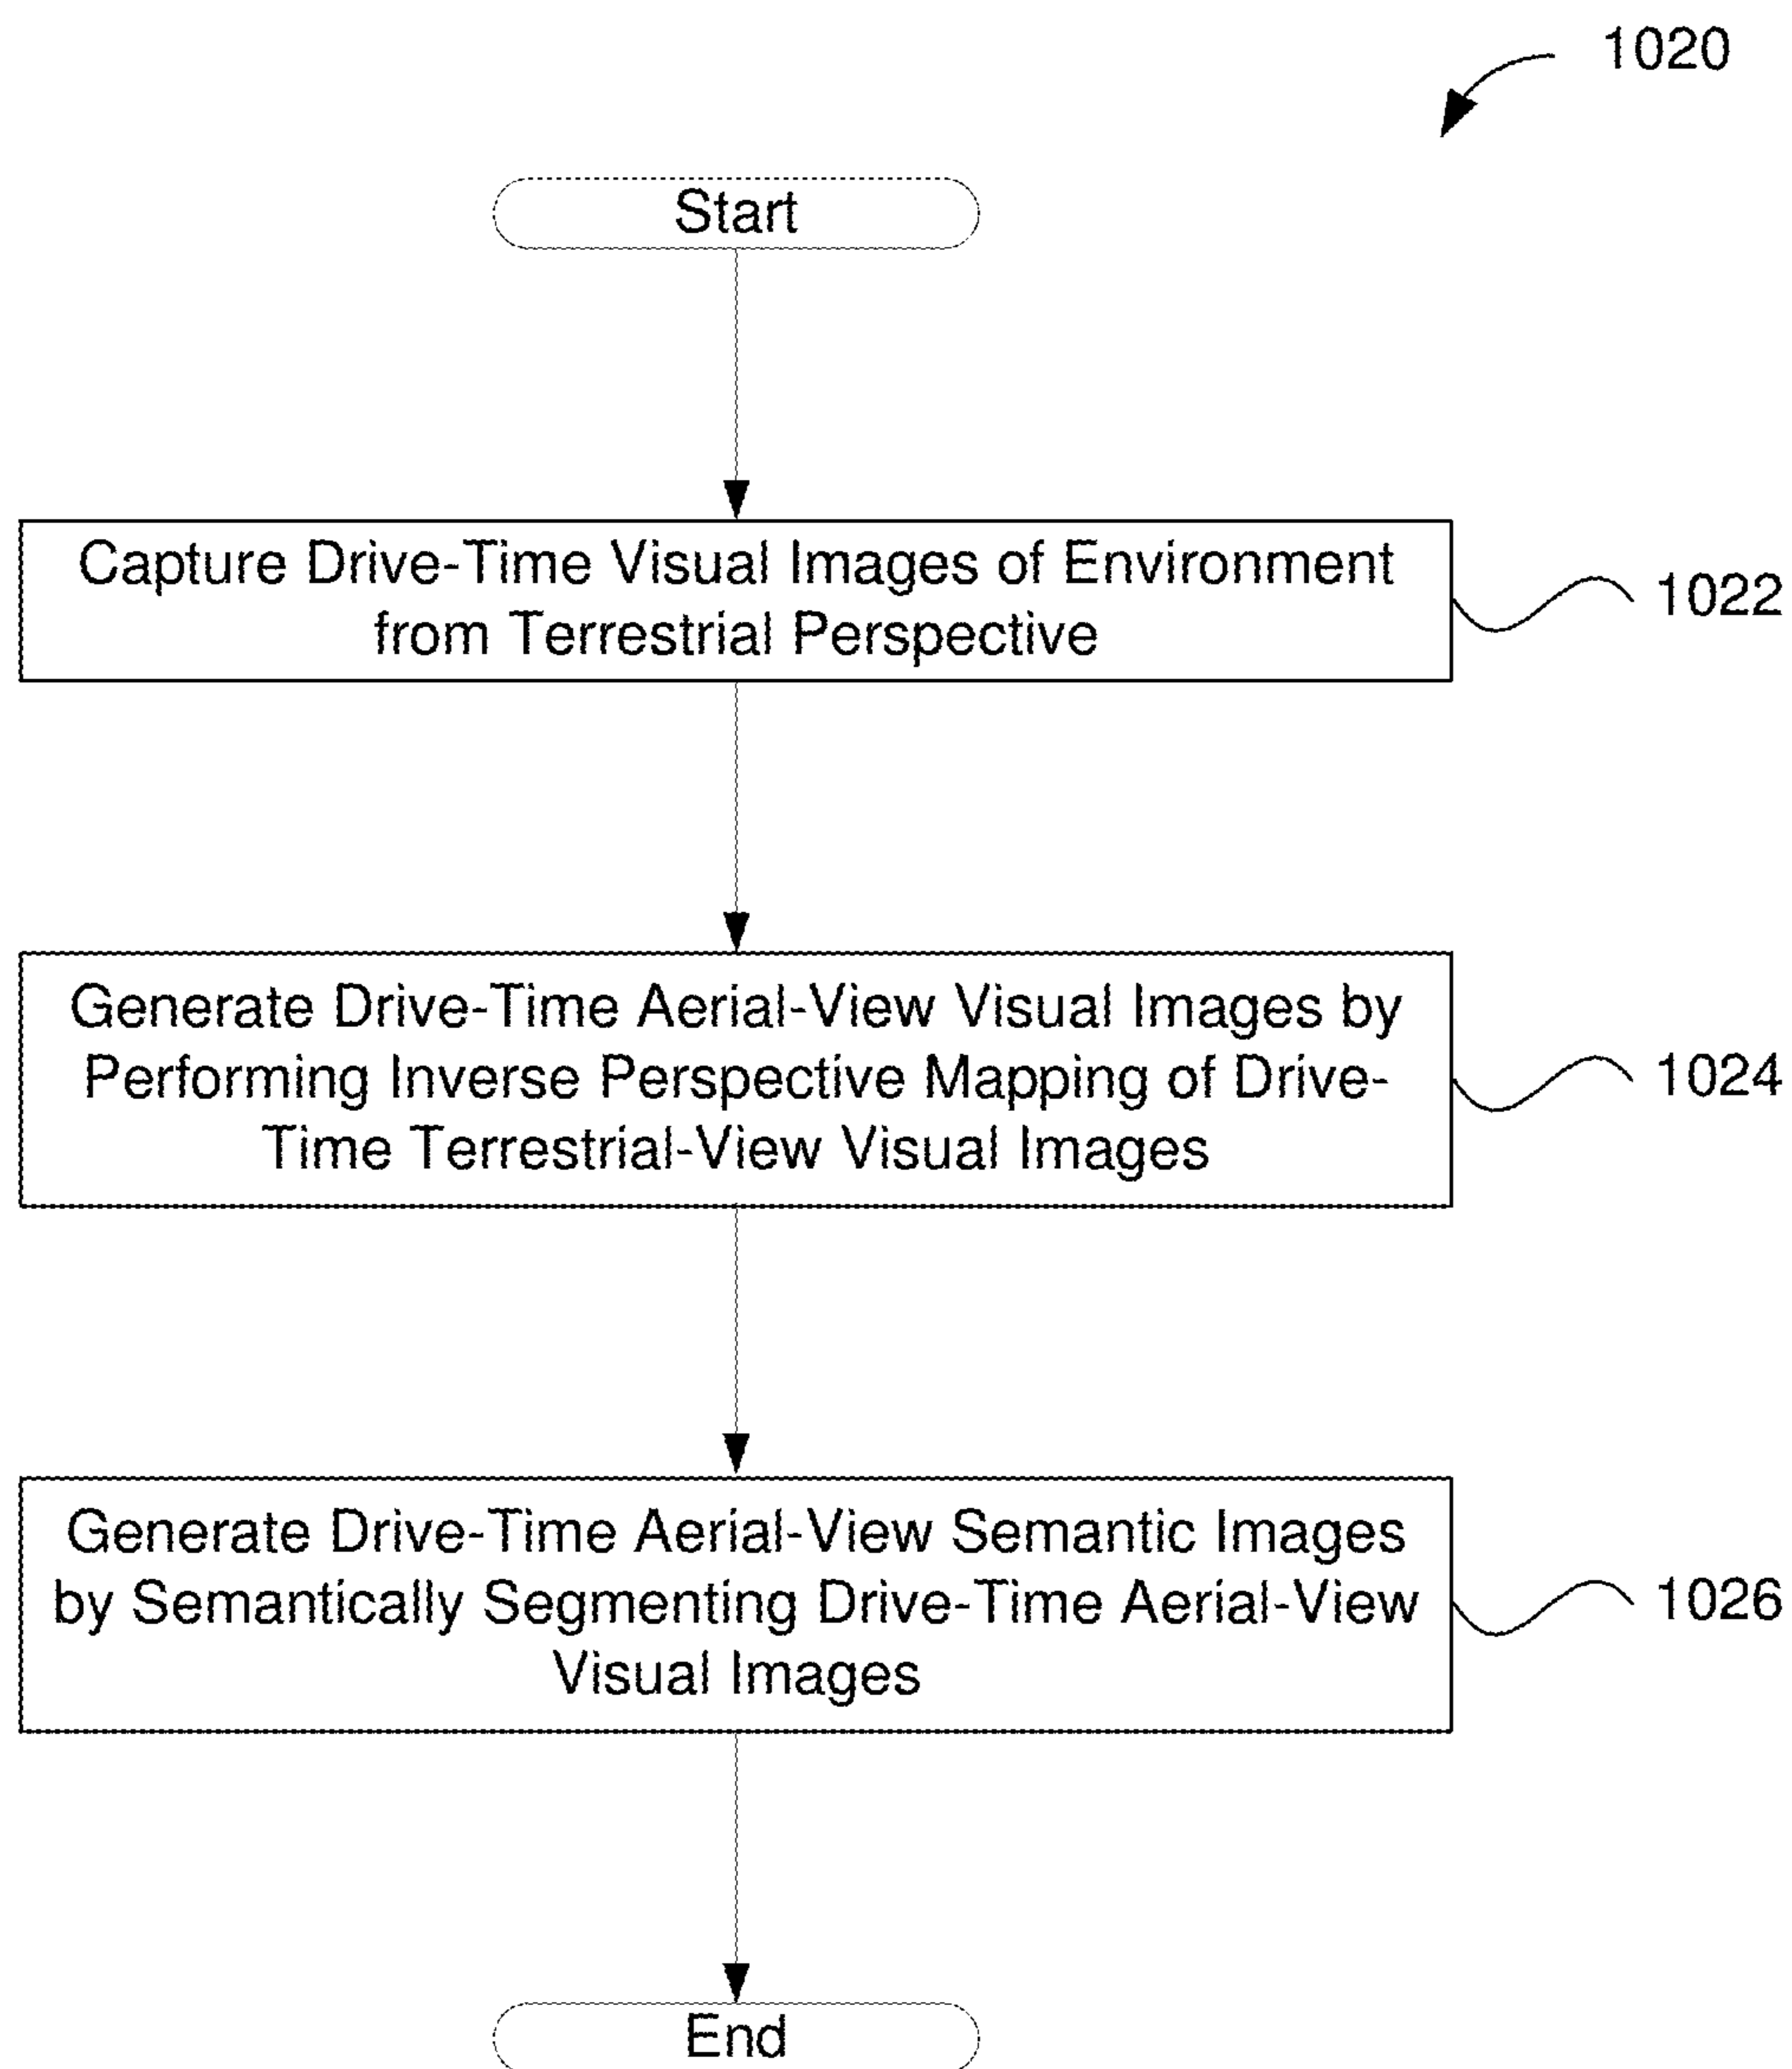 1020
Start
Capture Drive-Time Visual Images of Environment
from Terrestrial Perspective
1022
Generate Drive-Time Aerial-View Visual Images by
Performing Inverse Perspective Mapping of Drive-
Time Terrestrial-View Visual Images
1024
Generate Drive-Time Aerial-View Semantic Images
by Semantically Segmenting Drive-Time Aerial-View
Visual Images
1026
End